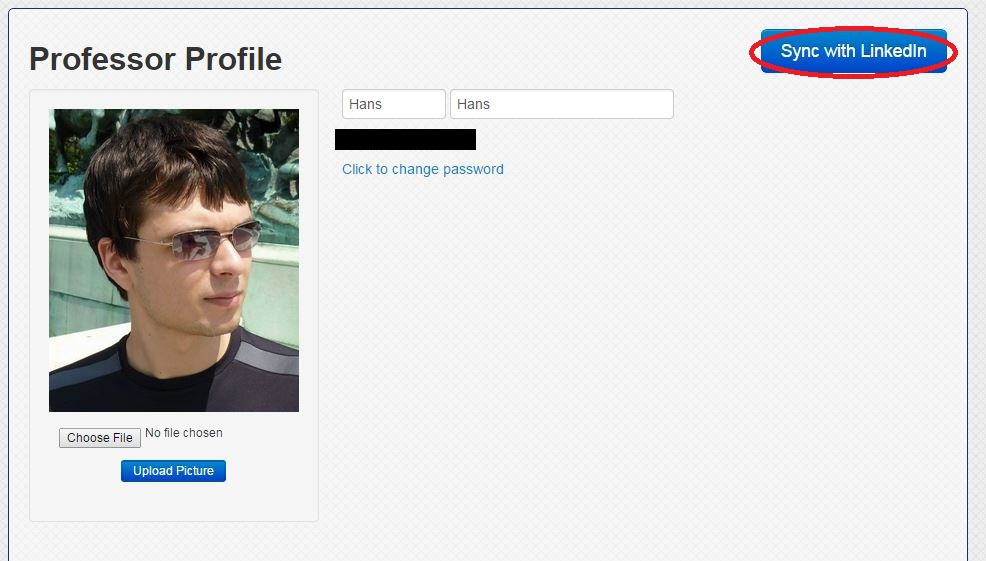 Professor Profile
Sync with LinkedIn
Hans
Hans
Click to change password
Choose File No file chosen
Upload Picture